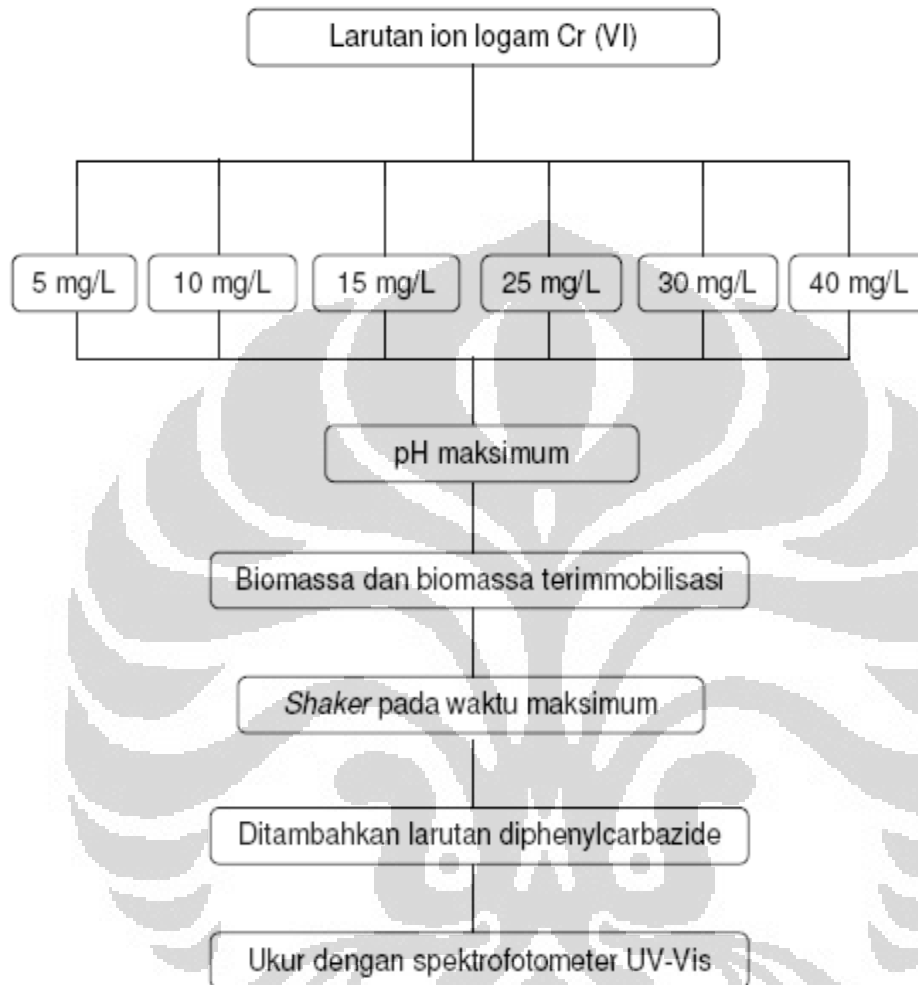 Larutan ion logam Cr (VI)
5 mg/L
10 mg/L
15 mg/L
25 mg/L
30 mg/L
40 mg/L
pH maksimum
Biomassa dan biomassa terimmobilisasi
Shaker pada waktu maksimum
Ditambahkan larutan diphenylcarbazide
Ukur dengan spektrofotometer UV-Vis